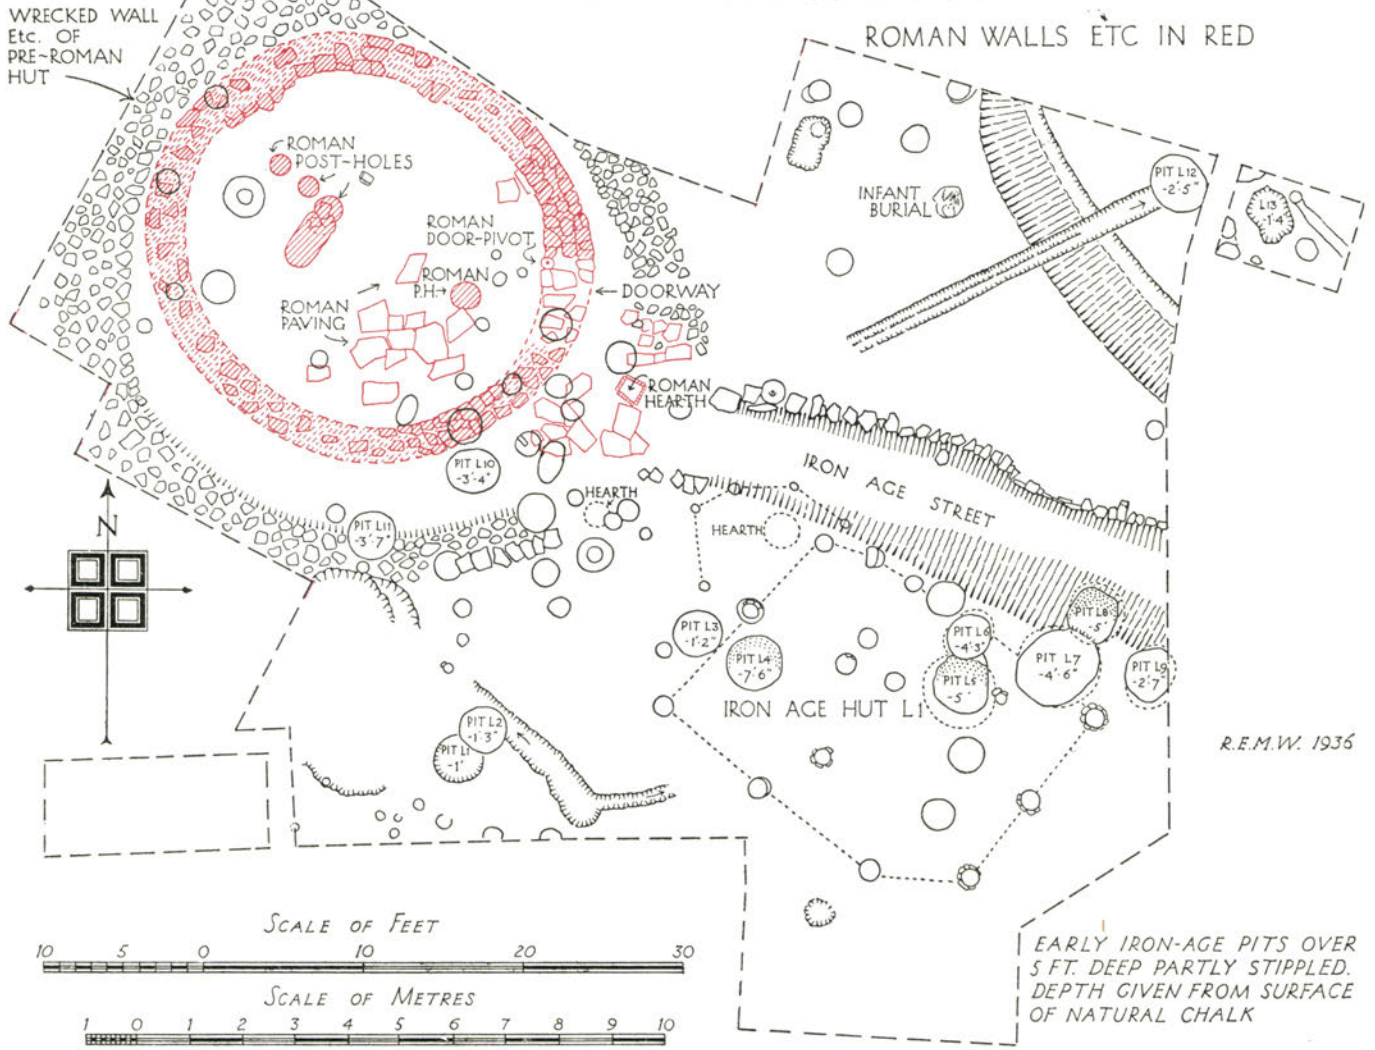 WRECKED WALL
Etc. OF
PRE-ROMAN
HUT
ROMAN WALLS ETC IN RED
ROMAN
POST-HOLES
ROMAN
DOOR-PIVOT
ROMAN
P.H.
ROMAN
PAVING
DOORWAY
ROMAN
HEARTH
INFANT
BURIAL
PIT L12
-2'·5"
L13
-1'·4"
IRON AGE STREET
PIT L10
-3'·4"
HEARTH
PIT L11
-3'·7"
HEARTH
N
PIT L3
-1'·2"
PIT L4
-7'·6"
PIT L6
-4'·3"
PIT L8
-5'
PIT L7
-4'·6"
PIT L9
-2'·7"
PIT L5
-5'
IRON AGE HUT L1
PIT L2
-1'·3"
PIT L1
-1'
R.E.M.W. 1936
SCALE OF FEET
10 5 0 10 20 30
SCALE OF METRES
1 0 1 2 3 4 5 6 7 8 9 10
EARLY IRON-AGE PITS OVER
5 FT. DEEP PARTLY STIPPLED.
DEPTH GIVEN FROM SURFACE
OF NATURAL CHALK